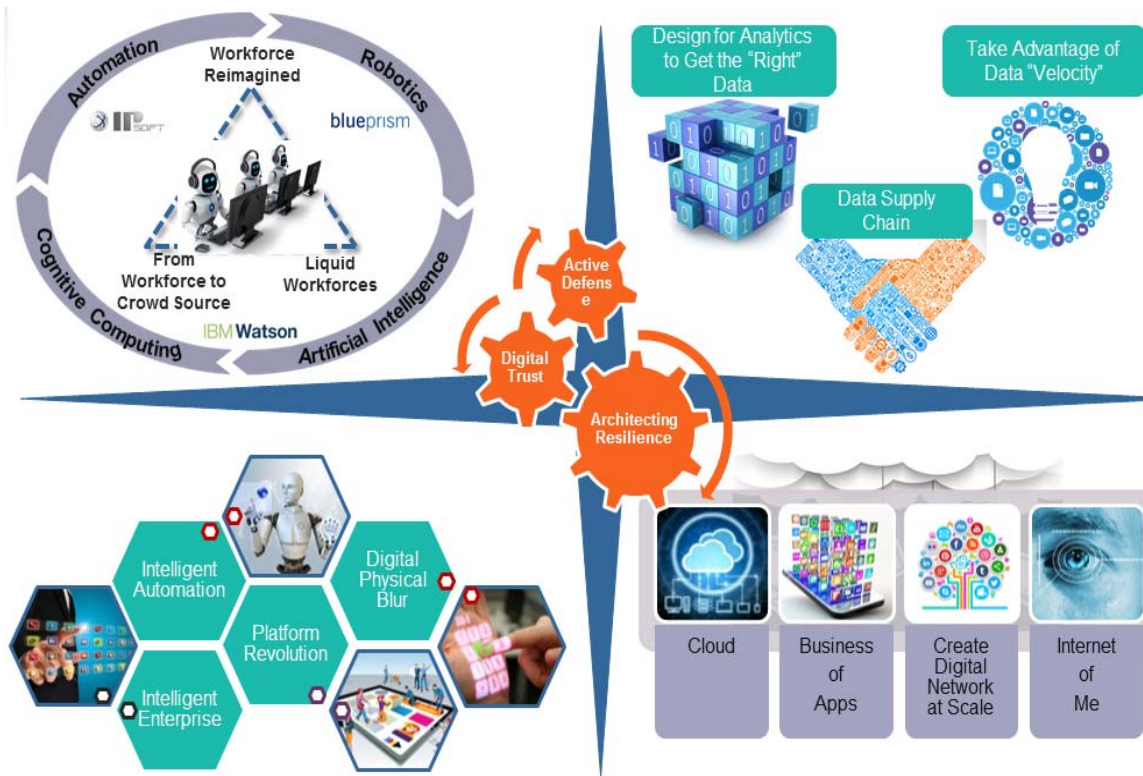 Automation
Robotics
Artificial Intelligence
Cognitive Computing
Workforce
Reimagined
IP
SOFT
blueprism
From
Workforce to
Crowd Source
Liquid
Workforces
IBM Watson
Design for Analytics
to Get the “Right”
Data
Take Advantage of
Data “Velocity”
Data Supply
Chain
Active
Defens
e
Digital
Trust
Architecting
Resilience
Intelligent
Automation
Digital
Physical
Blur
Platform
Revolution
Intelligent
Enterprise
Cloud
Business
of
Apps
Create
Digital
Network
at Scale
Internet
of
Me